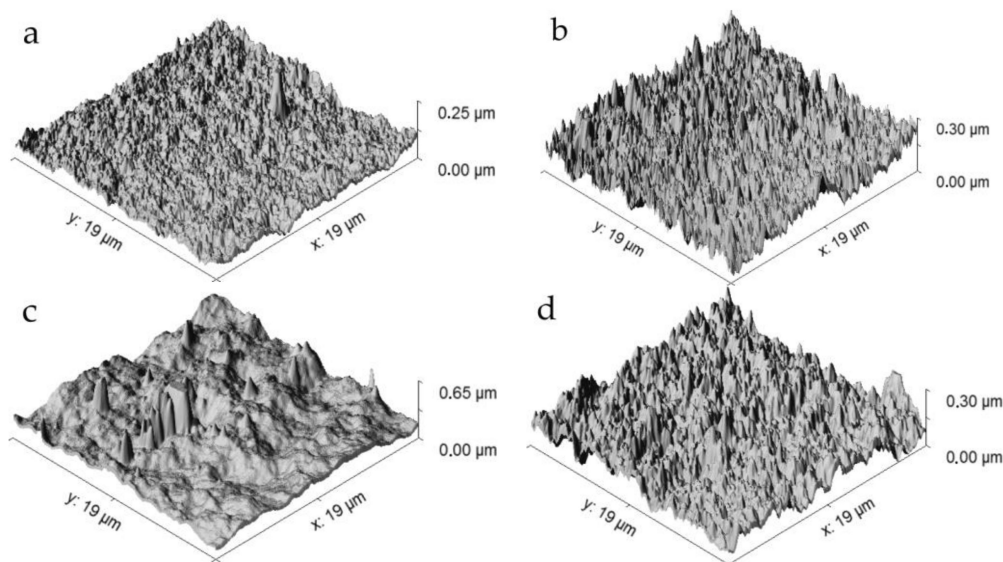 a
0.25 µm
0.00 µm
y: 19 µm
x: 19 µm
b
0.30 µm
0.00 µm
y: 19 µm
x: 19 µm
c
0.65 µm
0.00 µm
y: 19 µm
x: 19 µm
d
0.30 µm
0.00 µm
y: 19 µm
x: 19 µm